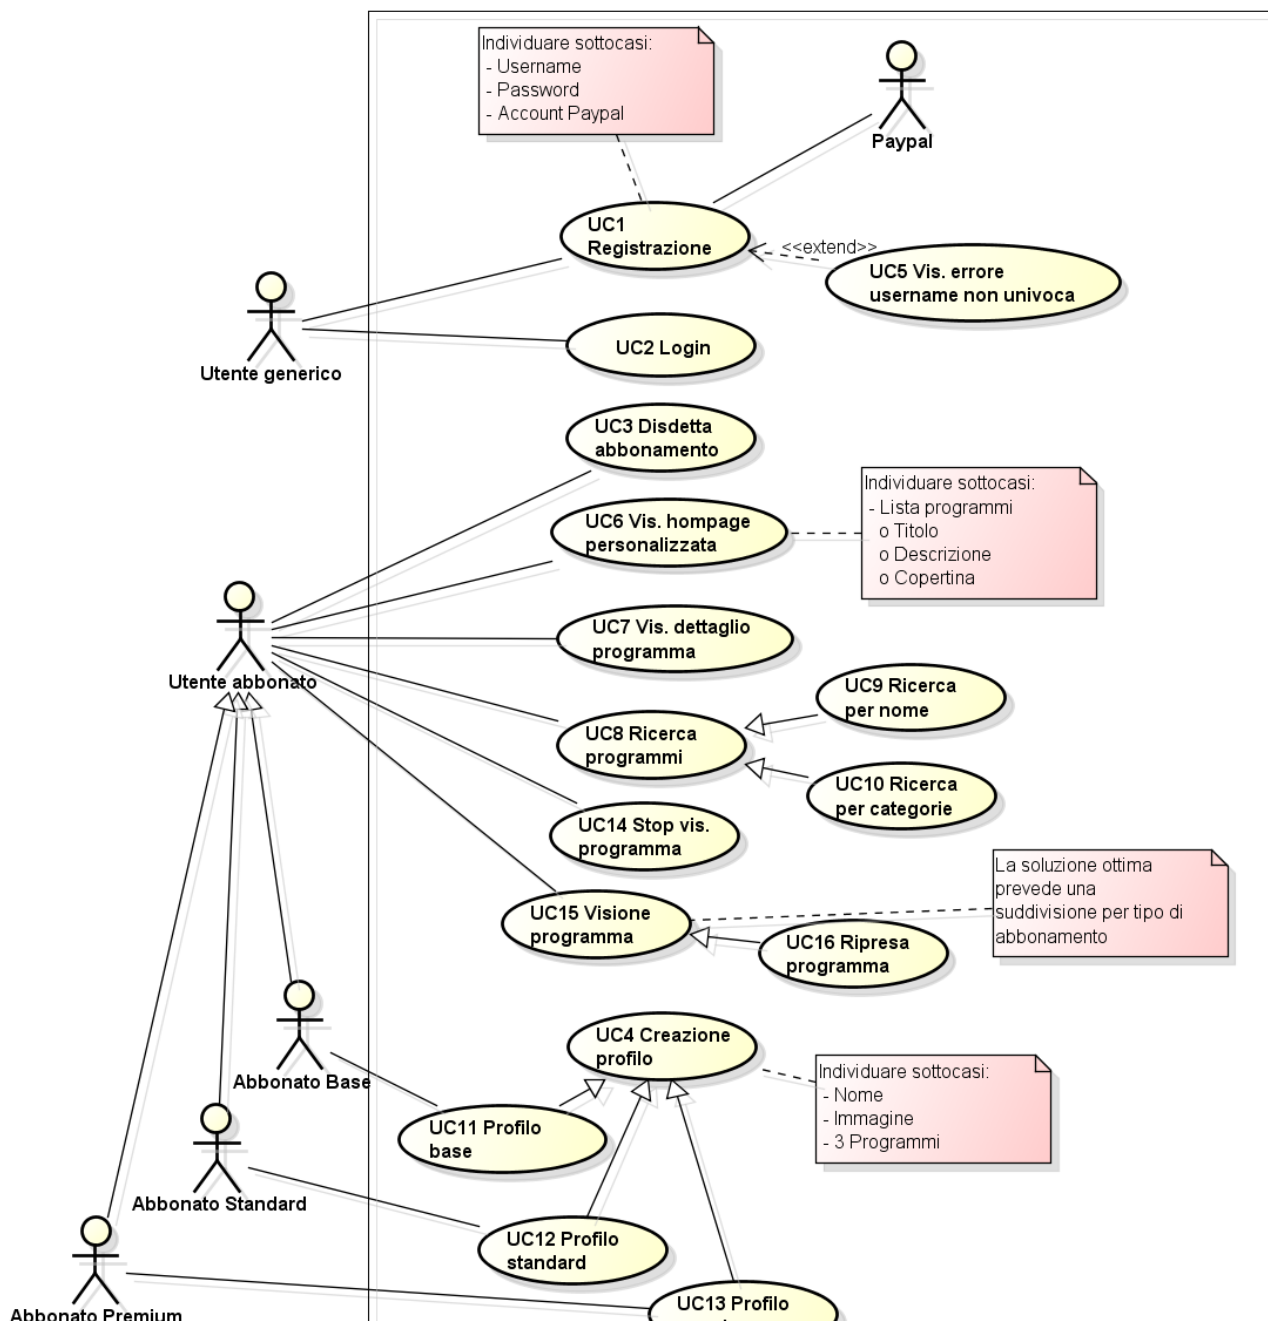 Individuare sottocasi:
- Username
- Password
- Account Paypal
Paypal
UC1
Registrazione
<<extend>>
UC5 Vis. errore
username non univoca
Utente generico
UC2 Login
UC3 Disdetta
abbonamento
Individuare sottocasi:
- Lista programmi
o Titolo
o Descrizione
o Copertina
UC6 Vis. hompage
personalizzata
Utente abbonato
UC7 Vis. dettaglio
programma
UC9 Ricerca
per nome
UC8 Ricerca
programmi
UC10 Ricerca
per categorie
UC14 Stop vis.
programma
La soluzione ottima
prevede una
suddivisione per tipo di
abbonamento
UC15 Visione
programma
UC16 Ripresa
programma
UC4 Creazione
profilo
Abbonato Base
Individuare sottocasi:
- Nome
- Immagine
- 3 Programmi
UC11 Profilo
base
Abbonato Standard
UC12 Profilo
standard
Abbonato Premium
UC13 Profilo